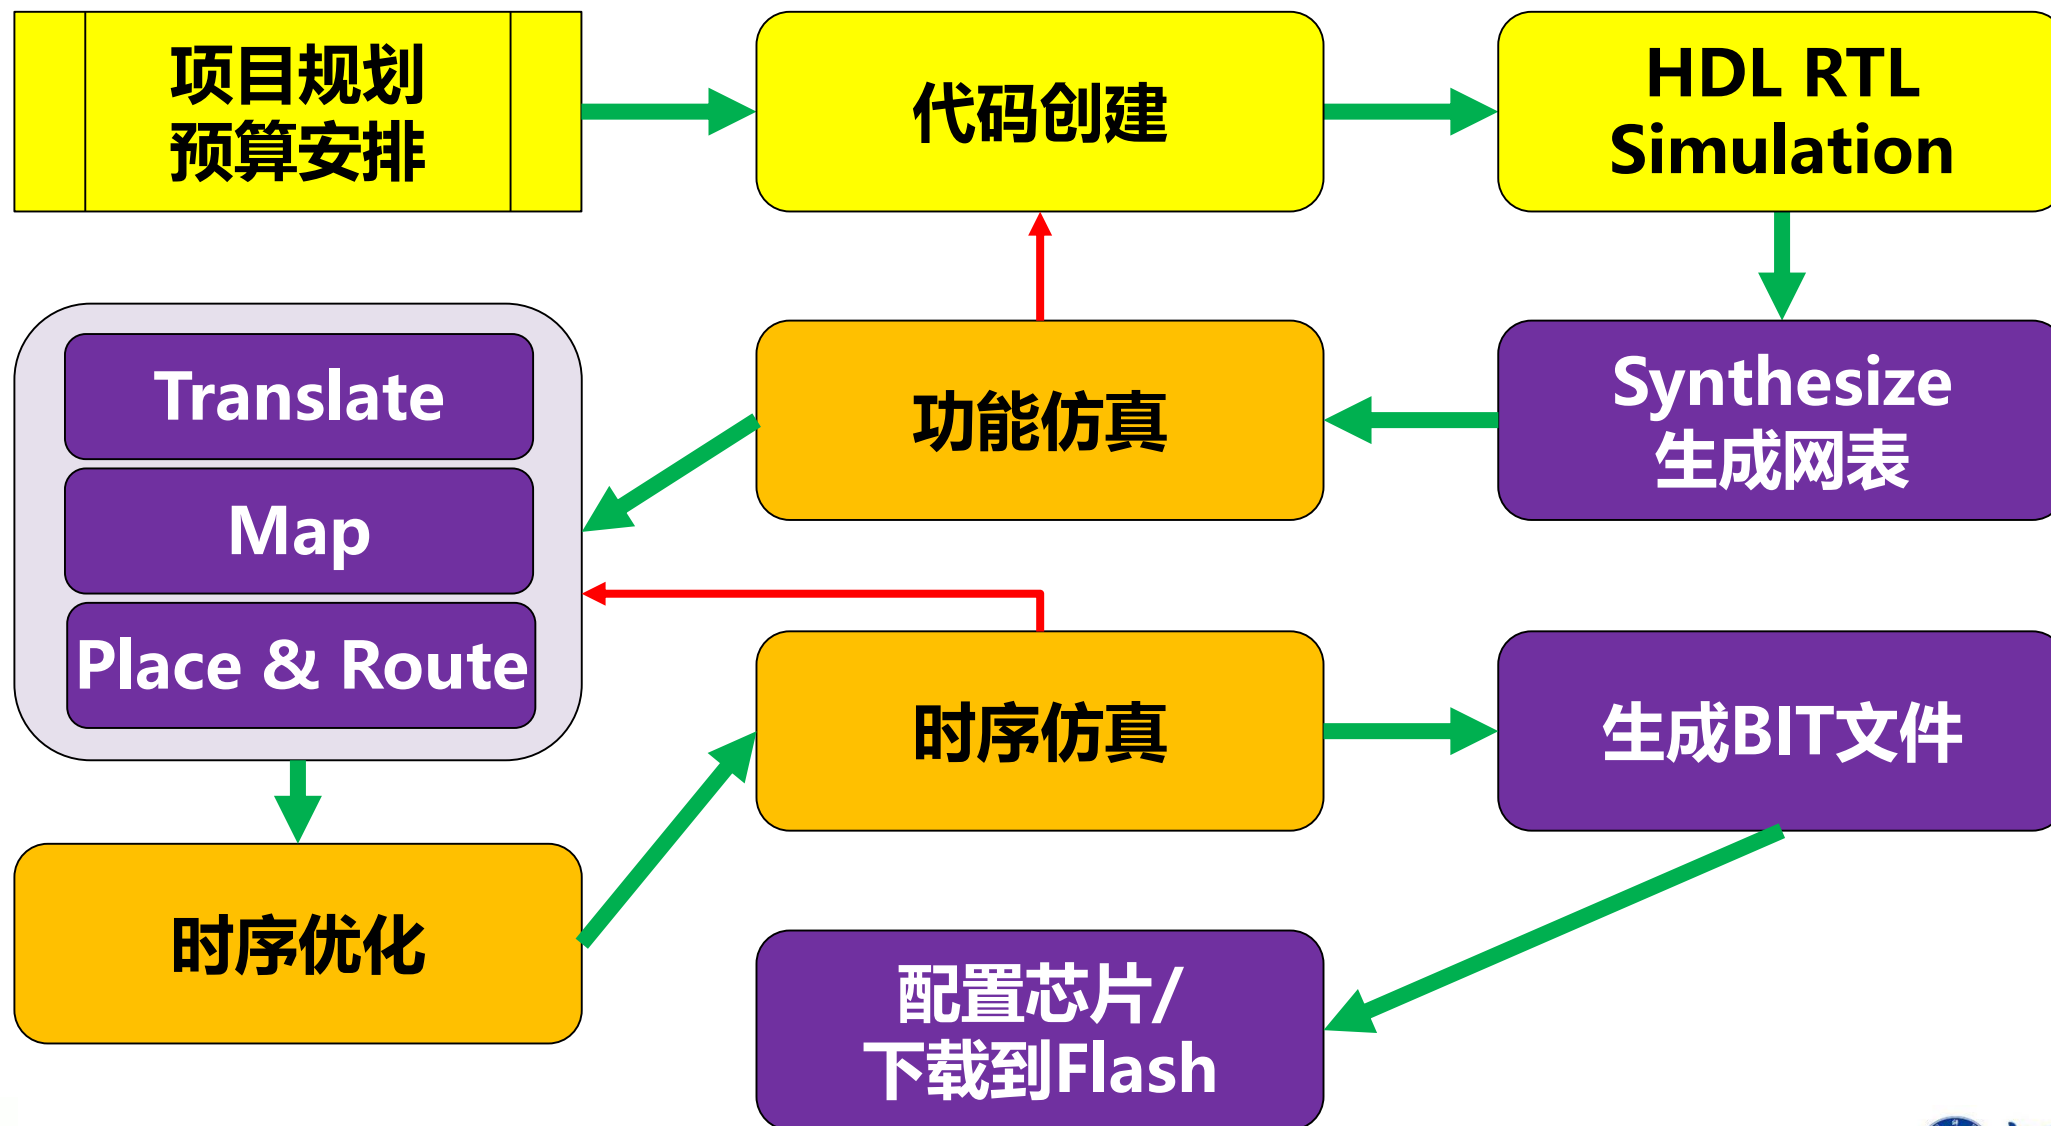 项目规划
预算安排
代码创建
HDL RTL
Simulation
Translate
Map
Place & Route
功能仿真
Synthesize
生成网表
时序仿真
生成BIT文件
时序优化
配置芯片/
下载到Flash